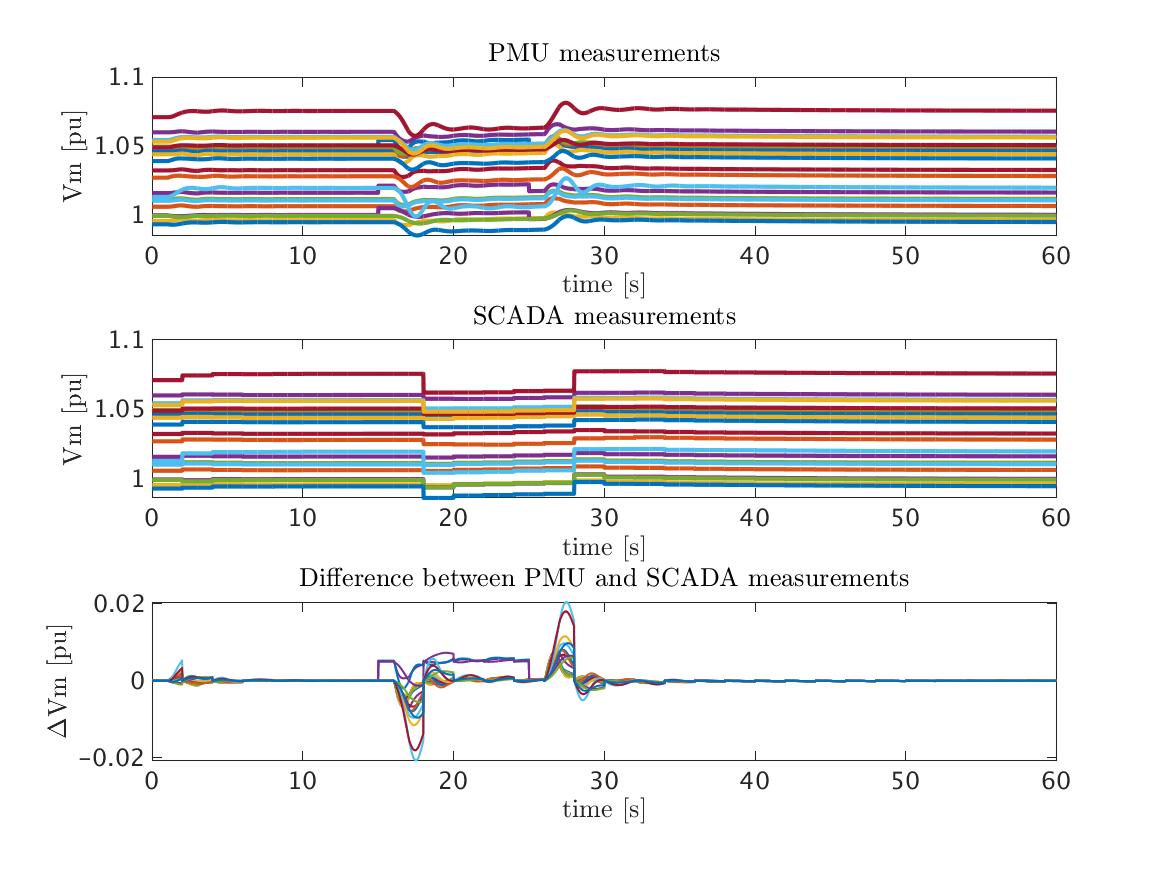 PMU measurements
1.1
1.05
1
Vm [pu]
0 10 20 30 40 50 60
time [s]
SCADA measurements
1.1
1.05
1
Vm [pu]
0 10 20 30 40 50 60
time [s]
Difference between PMU and SCADA measurements
0.02
0
−0.02
ΔVm [pu]
0 10 20 30 40 50 60
time [s]